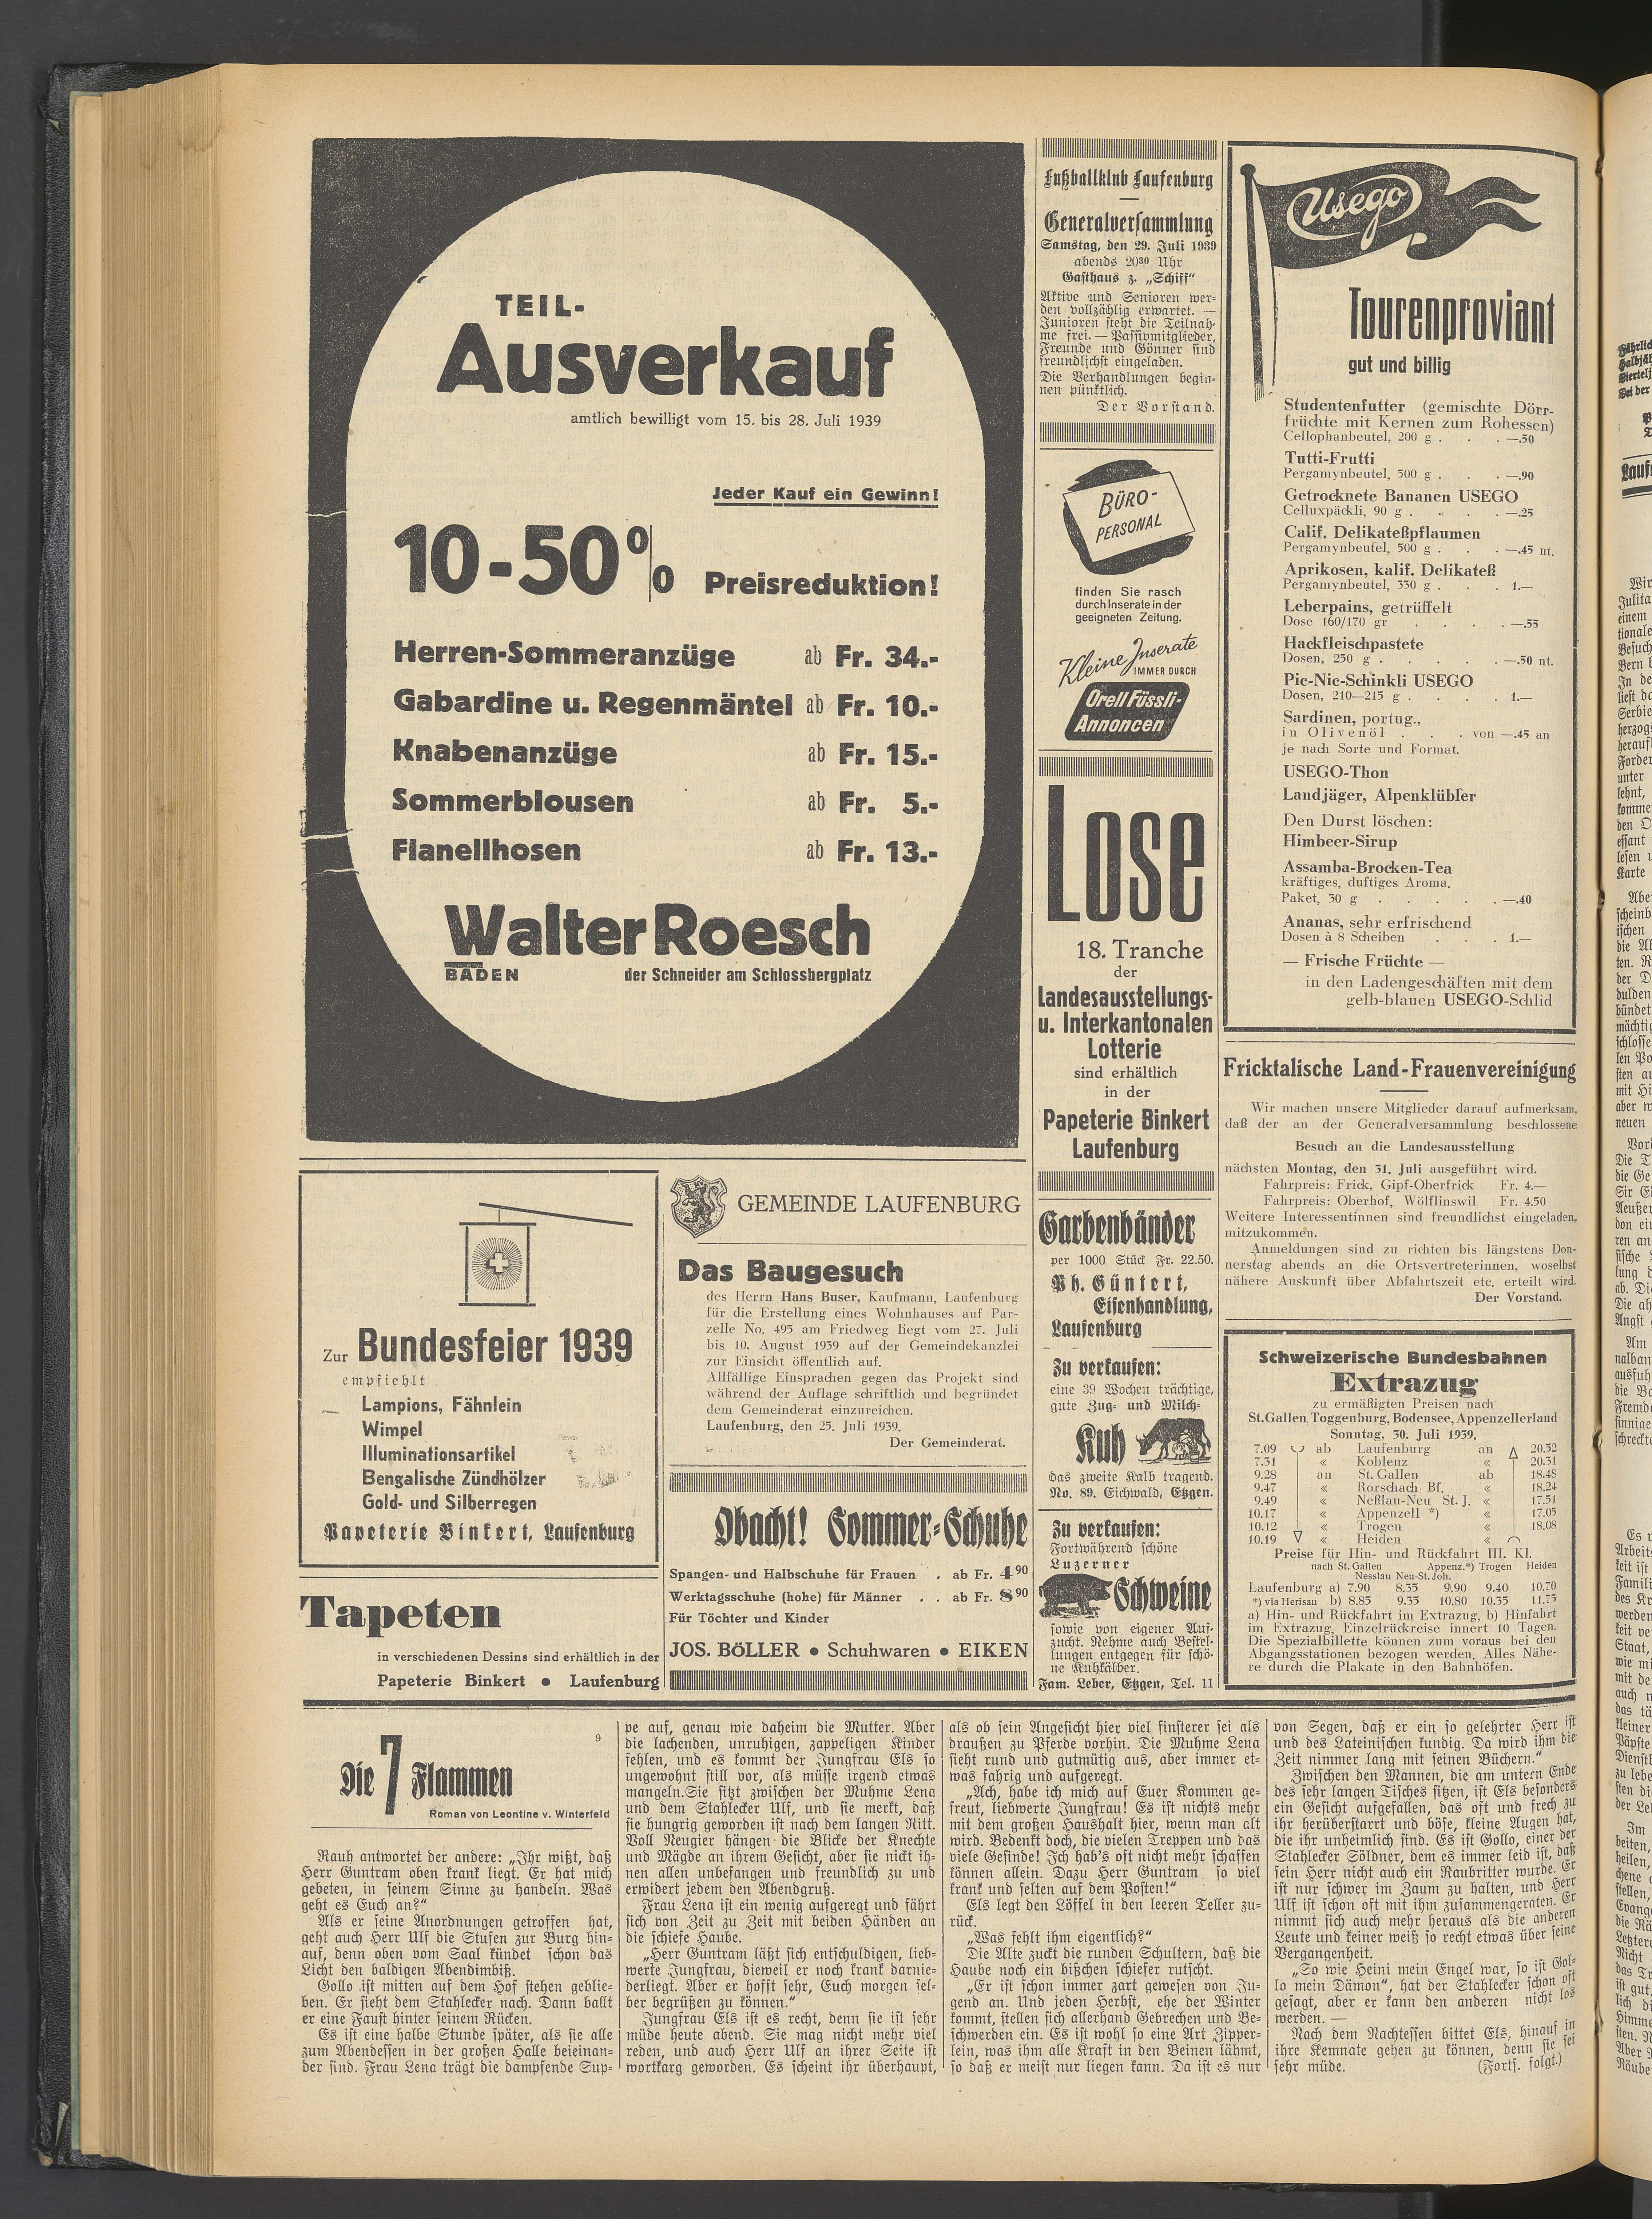 TEIL-
Ausverkauf
amtlich bewilligt vom 15. bis 28. Juli 1939
Jeder Kauf ein Gewinn!
10-50% Preisreduktion!
Herren-Sommeranzüge ab Fr. 34.-
Gabardine u. Regenmäntel ab Fr. 10.-
Knabenanzüge ab Fr. 15.-
Sommerblousen ab Fr. 5.-
Flanellhosen ab Fr. 13.-
Walter Roesch
BADEN der Schneider am Schlossbergplatz
Fußballklub Laufenburg
Generalversammlung
Samstag, den 29. Juli 1939
abends 20³⁰ Uhr
Gasthaus z. „Schiff“
Aktive und Senioren wer-
den vollzählig erwartet. —
Junioren steht die Teilnah-
me frei. — Passivmitglieder,
Freunde und Gönner sind
freundlichst eingeladen.
Die Verhandlungen begin-
nen pünktlich.
Der Vorstand.
BÜRO-
PERSONAL
finden Sie rasch
durch Inserate in der
geeigneten Zeitung.
Kleine Inserate
IMMER DURCH
Orell Füssli-
Annoncen
Lose
18. Tranche
der
Landesausstellungs-
u. Interkantonalen
Lotterie
sind erhältlich
in der
Papeterie Binkert
Laufenburg
Garbenbänder
per 1000 Stück Fr. 22.50.
Ph. Güntert,
Eisenhandlung,
Laufenburg
Zu verkaufen:
eine 39 Wochen trächtige,
gute Zug- und Milch-
Kuh
das zweite Kalb tragend.
No. 89. Eichwald, Etzgen.
Zu verkaufen:
Fortwährend schöne
Luzerner
Schweine
sowie von eigener Auf-
zucht. Nehme auch Bestel-
lungen entgegen für schö-
ne Kuhkälber.
Fam. Leber, Etzgen, Tel. 11
Usego
Tourenproviant
gut und billig
Studentenfutter (gemischte Dörr-
früchte mit Kernen zum Rohessen)
Cellophanbeutel, 200 g . . . —.50
Tutti-Frutti
Pergamynbeutel, 500 g . . . —.90
Getrocknete Bananen USEGO
Celluxpäckli, 90 g . . . . —.25
Calif. Delikateßpflaumen
Pergamynbeutel, 500 g . . . —.45 nt.
Aprikosen, kalif. Delikateß
Pergamynbeutel, 330 g . . . 1.—
Leberpains, getrüffelt
Dose 160/170 gr . . . . —.55
Hackfleischpastete
Dosen, 250 g . . . . . —.50 nt.
Pic-Nic-Schinkli USEGO
Dosen, 210—215 g . . . . 1.—
Sardinen, portug.,
in Olivenöl . . . von —.45 an
je nach Sorte und Format.
USEGO-Thon
Landjäger, Alpenklübler
Den Durst löschen:
Himbeer-Sirup
Assamba-Brocken-Tea
kräftiges, duftiges Aroma.
Paket, 30 g . . . . . —.40
Ananas, sehr erfrischend
Dosen à 8 Scheiben . . . 1.—
— Frische Früchte —
in den Ladengeschäften mit dem
gelb-blauen USEGO-Schild
Fricktalische Land-Frauenvereinigung
Wir machen unsere Mitglieder darauf aufmerksam,
daß der an der Generalversammlung beschlossene
Besuch an die Landesausstellung
nächsten Montag, den 31. Juli ausgeführt wird.
Fahrpreis: Frick, Gipf-Oberfrick Fr. 4.—
Fahrpreis: Oberhof, Wölflinswil Fr. 4.50
Weitere Interessentinnen sind freundlichst eingeladen,
mitzukommen.
Anmeldungen sind zu richten bis längstens Don-
nerstag abends an die Ortsvertreterinnen, woselbst
nähere Auskunft über Abfahrtszeit etc. erteilt wird.
Der Vorstand.
Schweizerische Bundesbahnen
Extrazug
zu ermäßigten Preisen nach
St.Gallen Toggenburg, Bodensee, Appenzellerland
Sonntag, 30. Juli 1939.
7.09 ab Laufenburg an 20.52
7.31 « Koblenz « 20.31
9.28 an St. Gallen ab 18.48
9.47 « Rorschach Bf. « 18.24
9.49 « Neßlau-Neu St. J. « 17.51
10.17 « Appenzell *) « 17.05
10.12 « Trogen « 18.08
10.19 « Heiden «
Preise für Hin- und Rückfahrt III. Kl.
nach St. Gallen Appenz.*) Trogen Heiden
Nesslau Neu-St. Joh.
Laufenburg a) 7.90 8.35 9.90 9.40 10.70
*) via Herisau b) 8.85 9.35 10.80 10.35 11.75
a) Hin- und Rückfahrt im Extrazug, b) Hinfahrt
im Extrazug, Einzelrückreise innert 10 Tagen.
Die Spezialbillette können zum voraus bei den
Abgangsstationen bezogen werden. Alles Nähe-
re durch die Plakate in den Bahnhöfen.
Zur Bundesfeier 1939
empfiehlt
Lampions, Fähnlein
Wimpel
Illuminationsartikel
Bengalische Zündhölzer
Gold- und Silberregen
Papeterie Binkert, Laufenburg
Tapeten
in verschiedenen Dessins sind erhältlich in der
Papeterie Binkert • Laufenburg
GEMEINDE LAUFENBURG
Das Baugesuch
des Herrn Hans Buser, Kaufmann, Laufenburg
für die Erstellung eines Wohnhauses auf Par-
zelle No. 495 am Friedweg liegt vom 27. Juli
bis 10. August 1939 auf der Gemeindekanzlei
zur Einsicht öffentlich auf.
Allfällige Einsprachen gegen das Projekt sind
während der Auflage schriftlich und begründet
dem Gemeinderat einzureichen.
Laufenburg, den 25. Juli 1939.
Der Gemeinderat.
Obacht! Sommer-Schuhe
Spangen- und Halbschuhe für Frauen . ab Fr. 4⁹⁰
Werktagsschuhe (hohe) für Männer . . ab Fr. 8⁹⁰
Für Töchter und Kinder
JOS. BöLLER • Schuhwaren • EIKEN
9
Die 7 Flammen
Roman von Leontine v. Winterfeld
Rauh antwortet der andere: „Ihr wißt, daß
Herr Guntram oben krank liegt. Er hat mich
gebeten, in seinem Sinne zu handeln. Was
geht es Euch an?“
Als er seine Anordnungen getroffen hat,
geht auch Herr Ulf die Stufen zur Burg hin-
auf, denn oben vom Saal kündet schon das
Licht den baldigen Abendimbiß.
Gollo ist mitten auf dem Hof stehen geblie-
ben. Er sieht dem Stahlecker nach. Dann ballt
er eine Faust hinter seinem Rücken.
Es ist eine halbe Stunde später, als sie alle
zum Abendessen in der großen Halle beieinan-
der sind. Frau Lena trägt die dampfende Sup-
pe auf, genau wie daheim die Mutter. Aber
die lachenden, unruhigen, zappeligen Kinder
fehlen, und es kommt der Jungfrau Els so
ungewohnt still vor, als müsse irgend etwas
mangeln. Sie sitzt zwischen der Muhme Lena
und dem Stahlecker Ulf, und sie merkt, daß
sie hungrig geworden ist nach dem langen Ritt.
Voll Neugier hängen die Blicke der Knechte
und Mägde an ihrem Gesicht, aber sie nickt ih-
nen allen unbefangen und freundlich zu und
erwidert jedem den Abendgruß.
Frau Lena ist ein wenig aufgeregt und fährt
sich von Zeit zu Zeit mit beiden Händen an
die schiefe Haube.
„Herr Guntram läßt sich entschuldigen, lieb-
werte Jungfrau, dieweil er noch krank darnie-
derliegt. Aber er hofft sehr, Euch morgen sel-
ber begrüßen zu können.“
Jungfrau Els ist es recht, denn sie ist sehr
müde heute abend. Sie mag nicht mehr viel
reden, und auch Herr Ulf an ihrer Seite ist
wortkarg geworden. Es scheint ihr überhaupt,
als ob sein Angesicht hier viel finsterer sei als
draußen zu Pferde vorhin. Die Muhme Lena
sieht rund und gutmütig aus, aber immer et-
was fahrig und aufgeregt.
„Ach, habe ich mich auf Euer Kommen ge-
freut, liebwerte Jungfrau! Es ist nichts mehr
mit dem großen Haushalt hier, wenn man alt
wird. Bedenkt doch, die vielen Treppen und das
viele Gesinde! Ich hab's oft nicht mehr schaffen
können allein. Dazu Herr Guntram so viel
krank und selten auf dem Posten!“
Els legt den Löffel in den leeren Teller zu-
rück.
„Was fehlt ihm eigentlich?“
Die Alte zuckt die runden Schultern, daß die
Haube noch ein bißchen schiefer rutscht.
„Er ist schon immer zart gewesen von Ju-
gend an. Und jeden Herbst, ehe der Winter
kommt, stellen sich allerhand Gebrechen und Be-
schwerden ein. Es ist wohl so eine Art Zipper-
lein, was ihm alle Kraft in den Beinen lähmt,
so daß er meist nur liegen kann. Da ist es nur
von Segen, daß er ein so gelehrter Herr ist
und des Lateinischen kundig. Da wird ihm die
Zeit nimmer lang mit seinen Büchern.“
Zwischen den Mannen, die am untern Ende
des sehr langen Tisches sitzen, ist Els besonders
ein Gesicht aufgefallen, das oft und frech zu
ihr herüberstarrt und böse, kleine Augen hat,
die ihr unheimlich sind. Es ist Gollo, einer der
Stahlecker Söldner, dem es immer leid ist, daß
sein Herr nicht auch ein Raubritter wurde. Er
ist nur schwer im Zaum zu halten, und Herr
Ulf ist schon oft mit ihm zusammengeraten. Er
nimmt sich auch mehr heraus als die anderen
Leute und keiner weiß so recht etwas über seine
Vergangenheit.
„So wie Heini mein Engel war, so ist Gol-
lo mein Dämon“, hat der Stahlecker schon oft
gesagt, aber er kann den anderen nicht los
werden. —
Nach dem Nachtessen bittet Els, hinauf in
ihre Kemnate gehen zu können, denn sie sei
sehr müde. (Forts. folgt.)